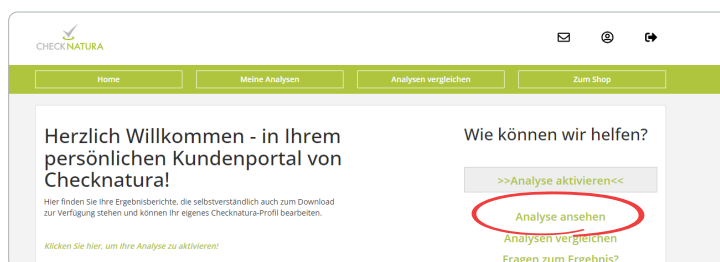 CHECKNATURA
Home
Meine Analysen
Analysen vergleichen
Zum Shop
Herzlich Willkommen - in Ihrem
persönlichen Kundenportal von
Checknatura!
Hier finden Sie Ihre Ergebnisberichte, die selbstverständlich auch zum Download
zur Verfügung stehen und können Ihr eigenes Checknatura-Profil bearbeiten.
Klicken Sie hier, um Ihre Analyse zu aktivieren!
Wie können wir helfen?
>>Analyse aktivieren<<
Analyse ansehen
Analysen vergleichen
Fragen zum Ergebnis?